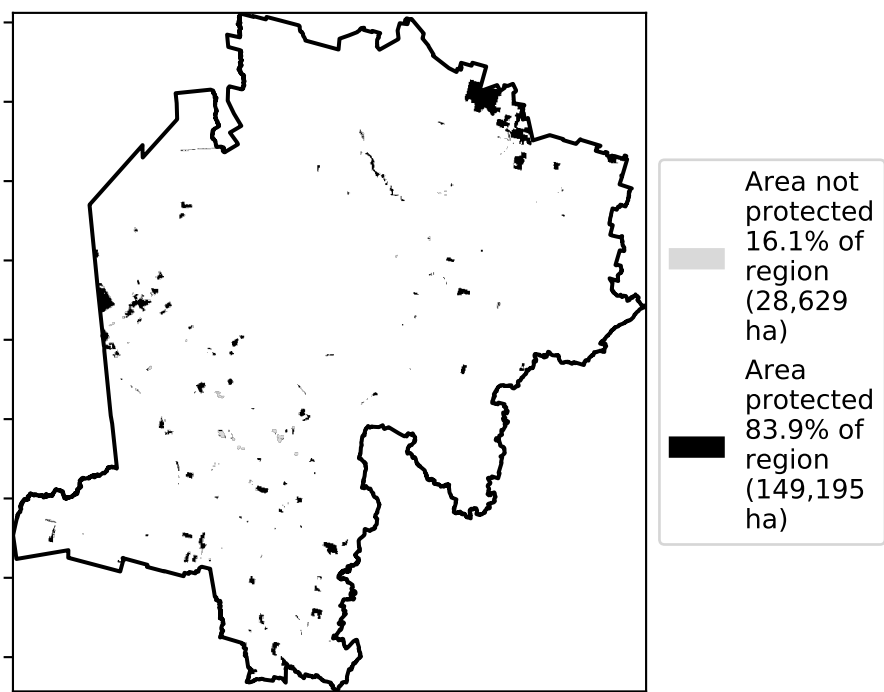 Area not
protected
16.1% of
region
(28,629
ha)
Area
protected
83.9% of
region
(149,195
ha)